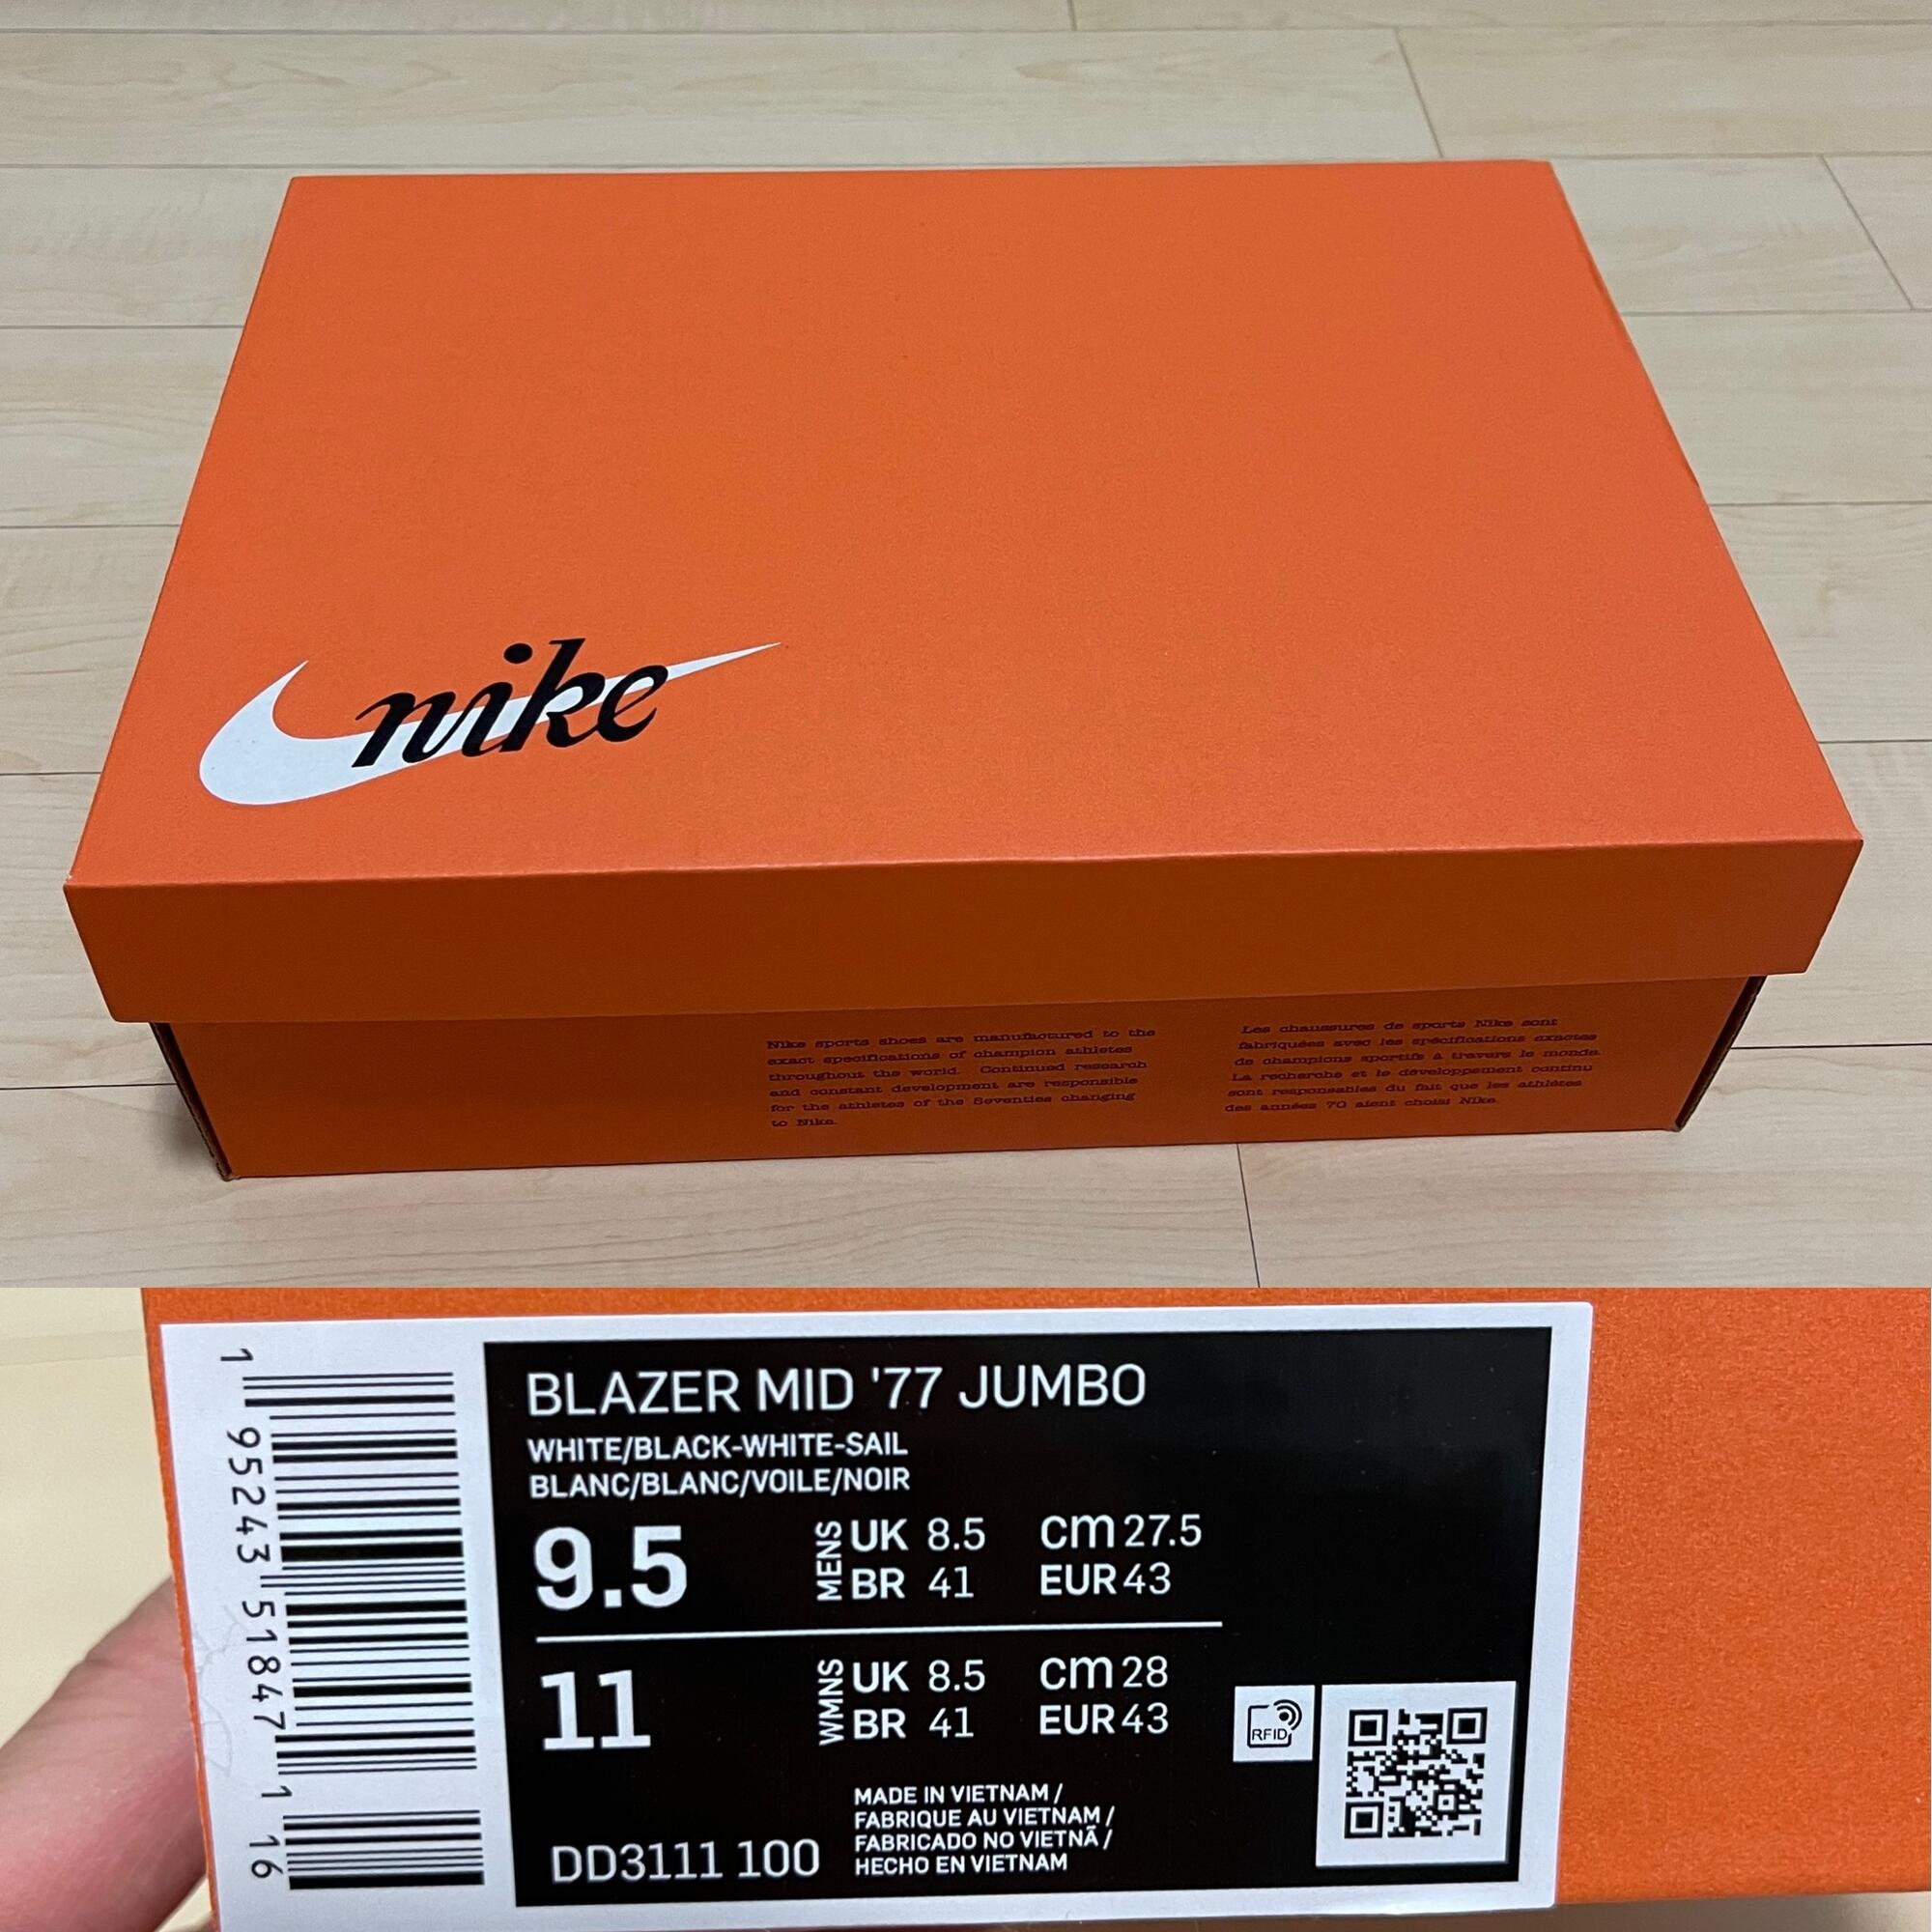 nike
Nike sports shoes are manufactured to the
exact specifications of champion athletes
throughout the world. Continued research
and constant development are responsible
for the athletes of the Seventies changing
to Nike.
Les chaussures de sports Nike sont
fabriquées avec les spécifications exactes
de champions sportifs à travers le monde.
La recherche et le développement continu
sont responsables du fait que les athlètes
des années 70 aient choisi Nike.
1 95243 51847 1 16
BLAZER MID '77 JUMBO
WHITE/BLACK-WHITE-SAIL
BLANC/BLANC/VOILE/NOIR
9.5 MENS UK 8.5 cm 27.5
BR 41 EUR 43
11 WMNS UK 8.5 cm 28
BR 41 EUR 43
RFID
MADE IN VIETNAM /
FABRIQUE AU VIETNAM /
FABRICADO NO VIETNÃ /
HECHO EN VIETNAM
DD3111 100